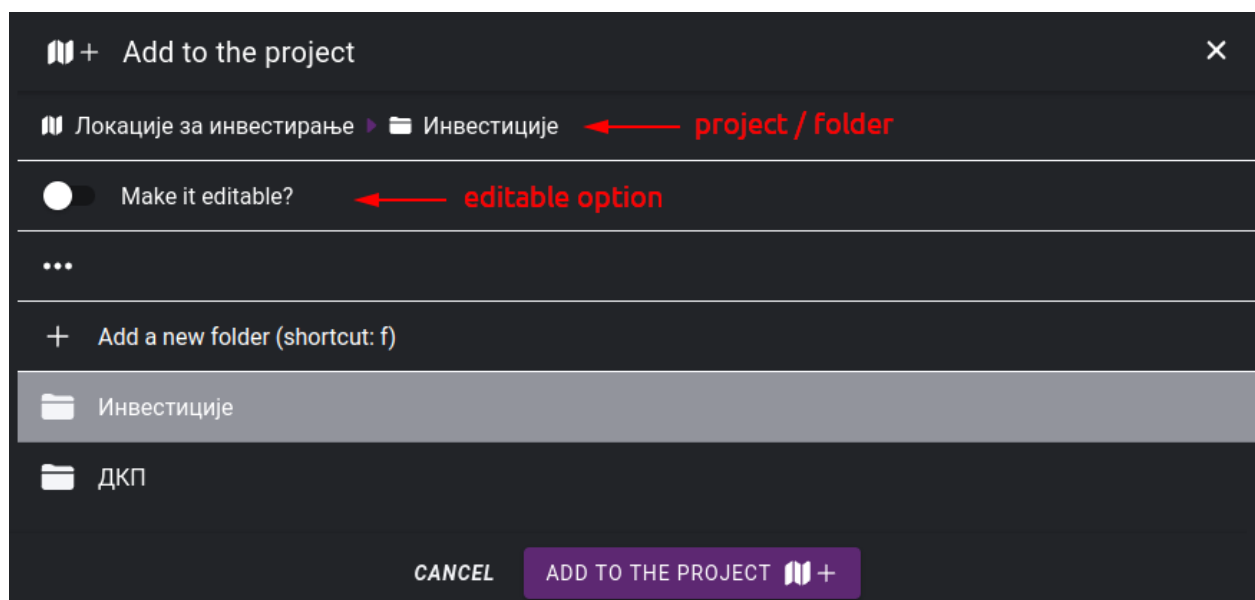 Add to the project
Локације за инвестирање Инвестиције project / folder
Make it editable? editable option
Add a new folder (shortcut: f)
Инвестиције
ДКП
CANCEL ADD TO THE PROJECT